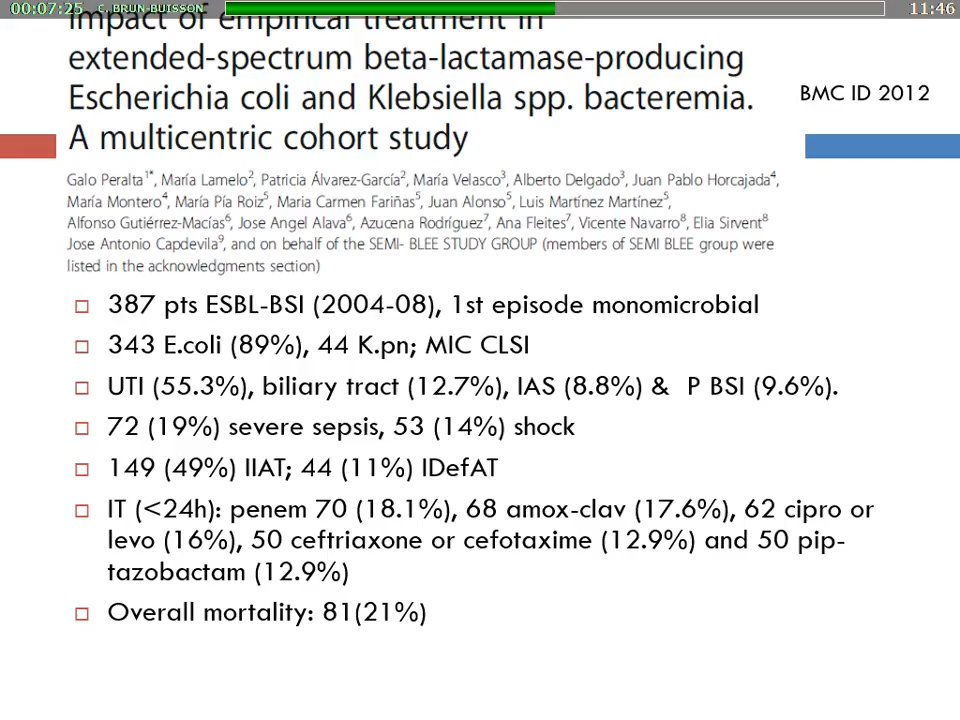 00:07:25 C. BRUN-BUISSON 11:46
Impact of empirical treatment in
extended-spectrum beta-lactamase-producing
Escherichia coli and Klebsiella spp. bacteremia.
A multicentric cohort study
BMC ID 2012
Galo Peralta1*, María Lamelo2, Patricia Álvarez-García2, María Velasco3, Alberto Delgado3, Juan Pablo Horcajada4,
María Montero4, María Pía Roiz5, Maria Carmen Fariñas5, Juan Alonso5, Luis Martínez Martínez5,
Alfonso Gutiérrez-Macías6, Jose Angel Alava6, Azucena Rodríguez7, Ana Fleites7, Vicente Navarro8, Elia Sirvent8
Jose Antonio Capdevila9, and on behalf of the SEMI- BLEE STUDY GROUP (members of SEMI BLEE group were
listed in the acknowledgments section)
387 pts ESBL-BSI (2004-08), 1st episode monomicrobial
343 E.coli (89%), 44 K.pn; MIC CLSI
UTI (55.3%), biliary tract (12.7%), IAS (8.8%) & P BSI (9.6%).
72 (19%) severe sepsis, 53 (14%) shock
149 (49%) IIAT; 44 (11%) IDefAT
IT (<24h): penem 70 (18.1%), 68 amox-clav (17.6%), 62 cipro or
levo (16%), 50 ceftriaxone or cefotaxime (12.9%) and 50 pip-
tazobactam (12.9%)
Overall mortality: 81(21%)